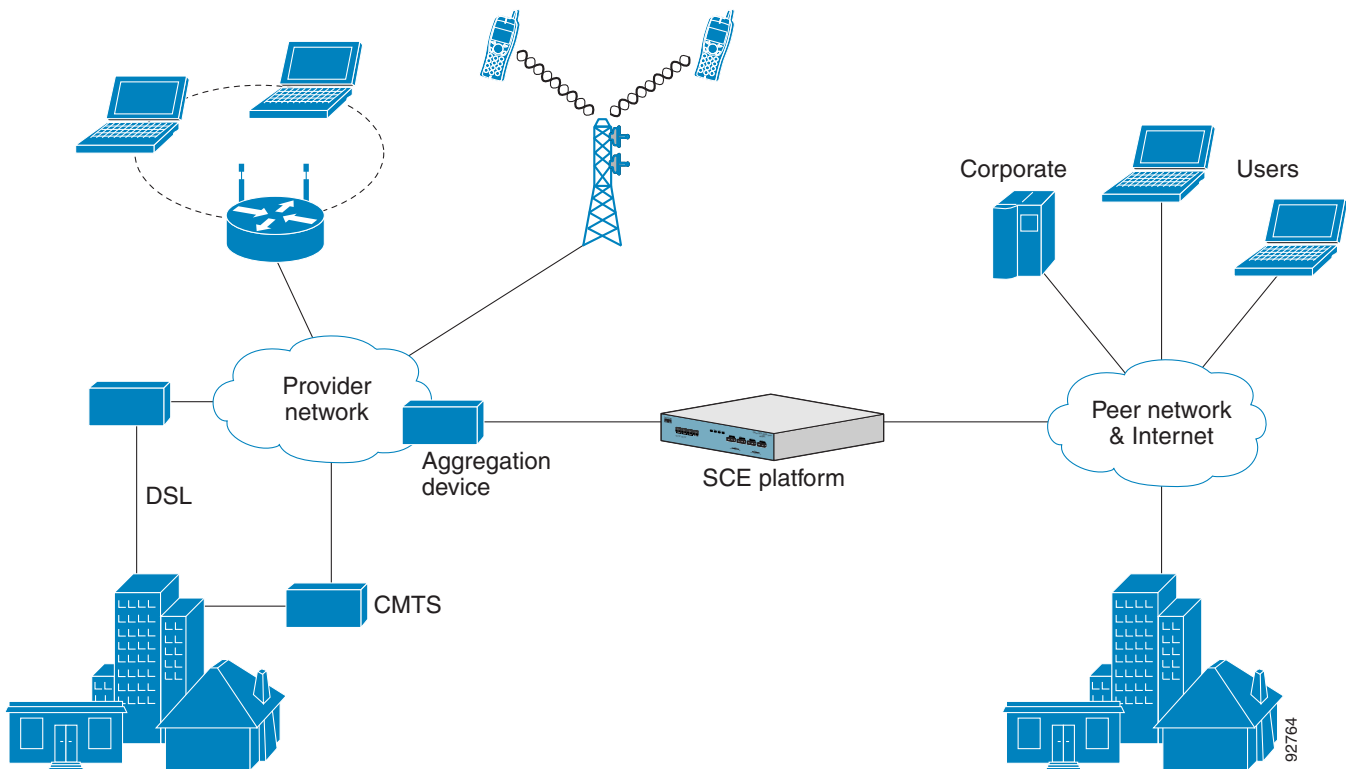 Corporate
Users
Provider
network
Peer network
& Internet
Aggregation
device
SCE platform
DSL
CMTS
92764